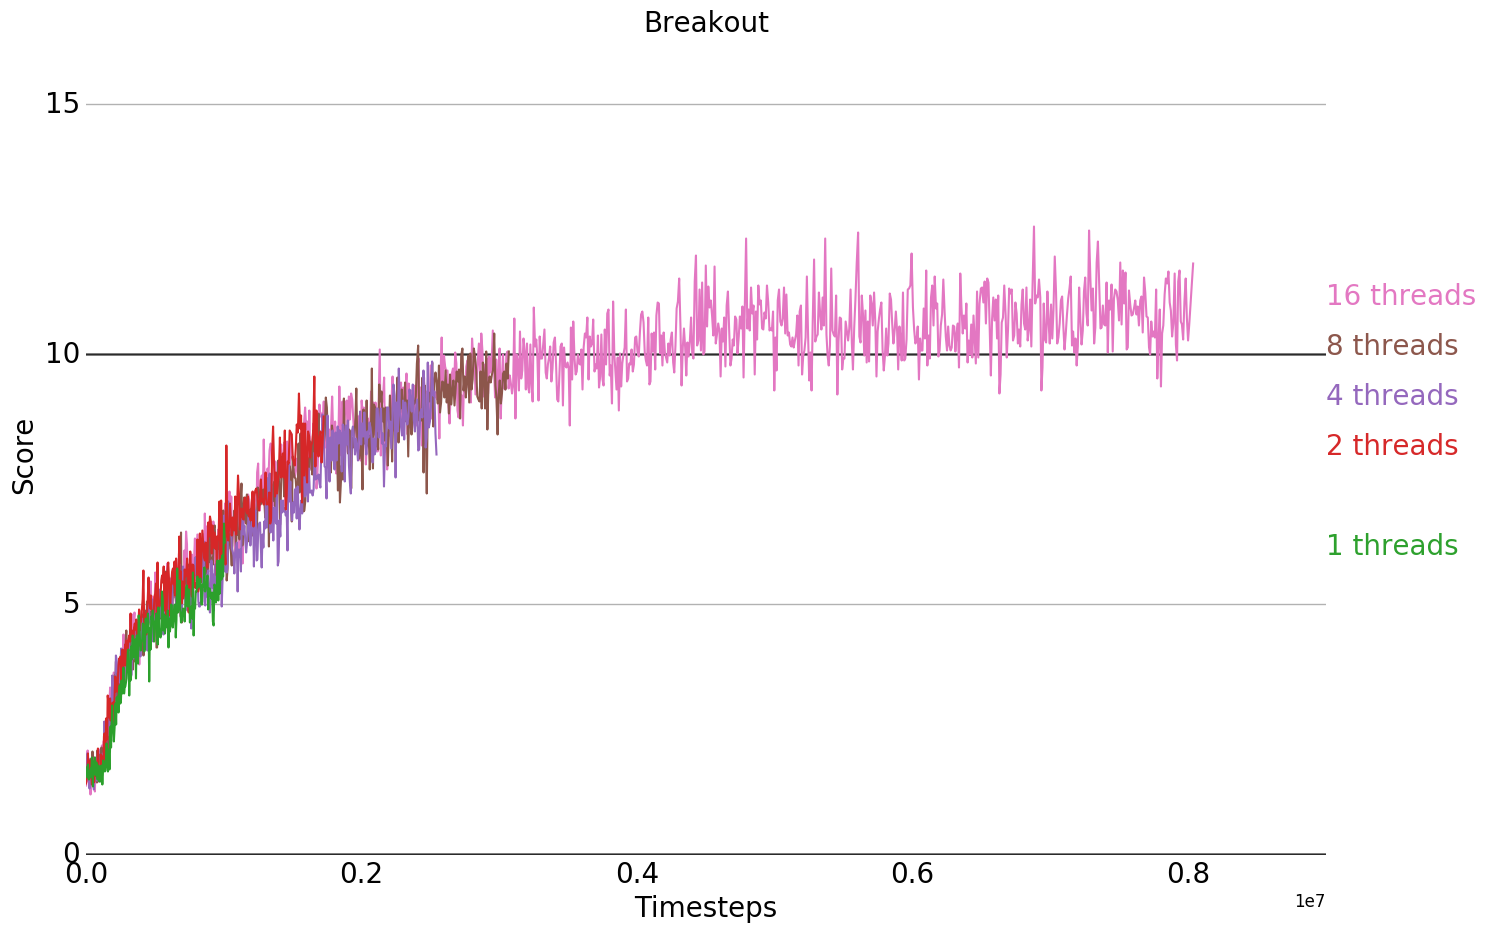 Breakout
15
10
5
0
Score
0.0 0.2 0.4 0.6 0.8
1e7
Timesteps
16 threads
8 threads
4 threads
2 threads
1 threads